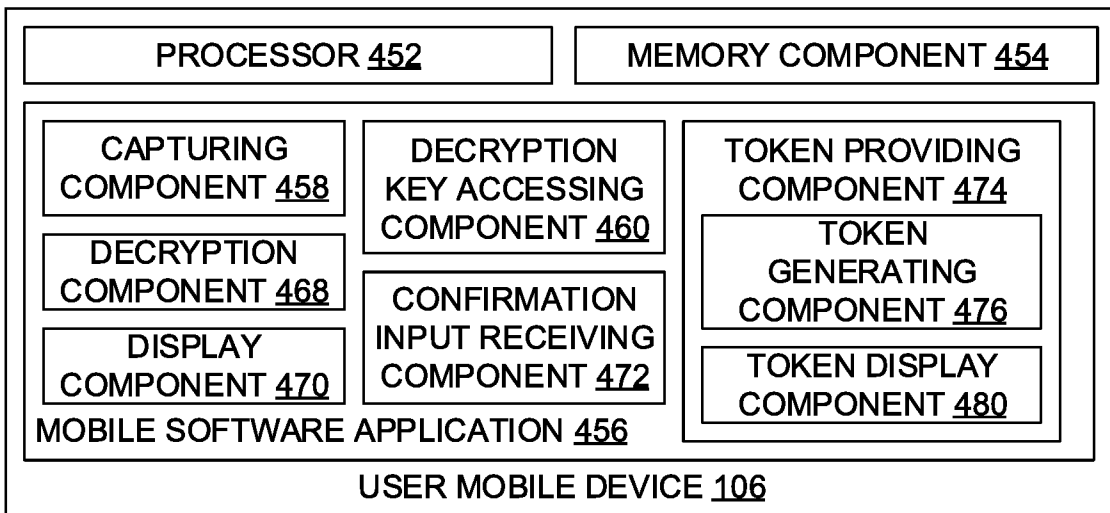 PROCESSOR 452
MEMORY COMPONENT 454
CAPTURING
COMPONENT 458
DECRYPTION
COMPONENT 468
DISPLAY
COMPONENT 470
DECRYPTION
KEY ACCESSING
COMPONENT 460
CONFIRMATION
INPUT RECEIVING
COMPONENT 472
TOKEN PROVIDING
COMPONENT 474
TOKEN
GENERATING
COMPONENT 476
TOKEN DISPLAY
COMPONENT 480
MOBILE SOFTWARE APPLICATION 456
USER MOBILE DEVICE 106